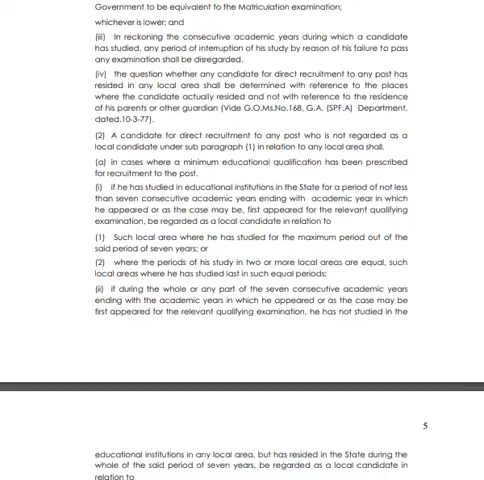 Government to be equivalent to the Matriculation examination;
whichever is lower; and
(iii) In reckoning the consecutive academic years during which a candidate
has studied, any period of interruption of his study by reason of his failure to pass
any examination shall be disregarded.
(iv) the question whether any candidate for direct recruitment to any post has
resided in any local area shall be determined with reference to the places
where the candidate actually resided and not with reference to the residence
of his parents or other guardian (Vide G.O.Ms.No.168, G.A. (SPF.A) Department,
dated.10-3-77).
(2) A candidate for direct recruitment to any post who is not regarded as a
local candidate under sub paragraph (1) in relation to any local area shall.
(a) in cases where a minimum educational qualification has been prescribed
for recruitment to the post.
(i) if he has studied in educational institutions in the State for a period of not less
than seven consecutive academic years ending with academic year in which
he appeared or as the case may be, first appeared for the relevant qualifying
examination, be regarded as a local candidate in relation to
(1) Such local area where he has studied for the maximum period out of the
said period of seven years; or
(2) where the periods of his study in two or more local areas are equal, such
local areas where he has studied last in such equal periods;
(ii) if during the whole or any part of the seven consecutive academic years
ending with the academic years in which he appeared or as the case may be
first appeared for the relevant qualifying examination, he has not studied in the
5
educational institutions in any local area, but has resided in the State during the
whole of the said period of seven years, be regarded as a local candidate in
relation to